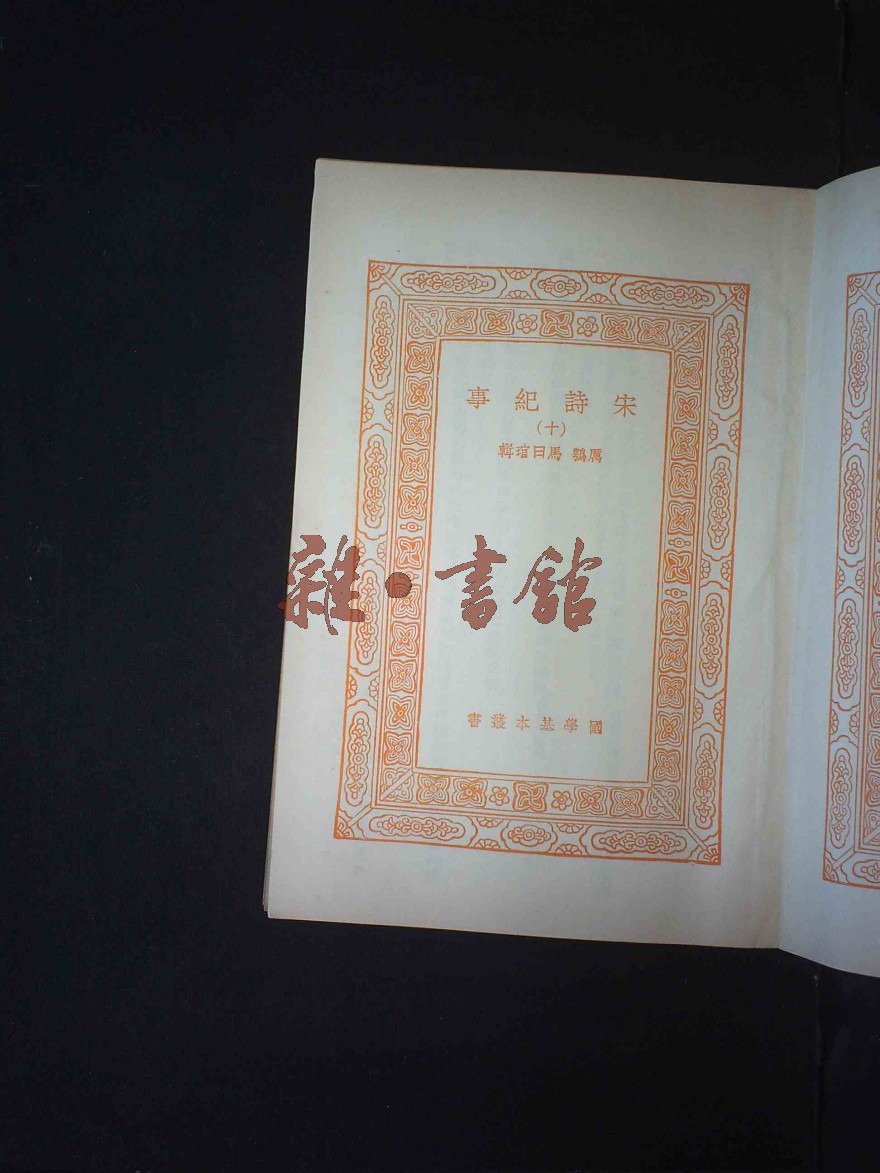 宋詩紀事
(十)
厲鶚 馬曰琯輯
雜·書館
國學基本叢書